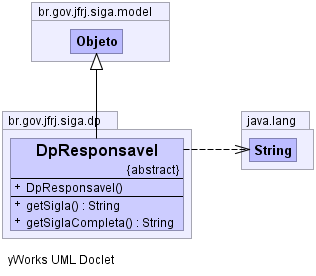 br.gov.jfrj.siga.model
Objeto
br.gov.jfrj.siga.dp
java.lang
DpResponsavel
{abstract}
String
+ DpResponsavel()
+ getSigla() : String
+ getSiglaCompleta() : String
yWorks UML Doclet